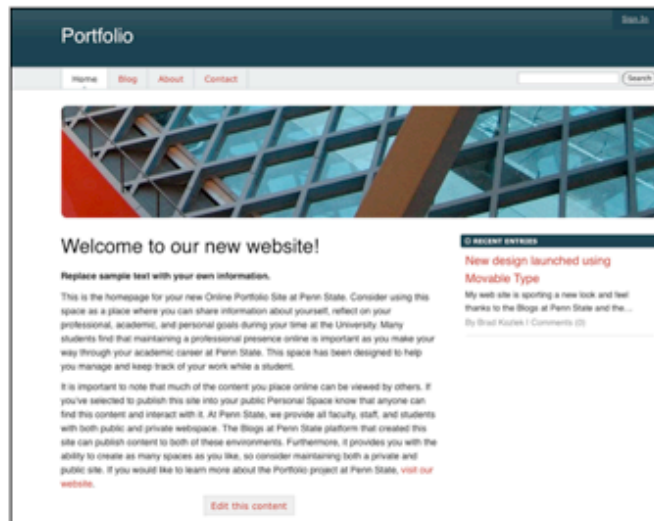 Sign In
Portfolio
Home Blog About Contact Search
Welcome to our new website!
Replace sample text with your own information.
This is the homepage for your new Online Portfolio Site at Penn State. Consider using this
space as a place where you can share information about yourself, reflect on your
professional, academic, and personal goals during your time at the University. Many
students find that maintaining a professional presence online is important as you make your
way through your academic career at Penn State. This space has been designed to help
you manage and keep track of your work while a student.
It is important to note that much of the content you place online can be viewed by others. If
you've selected to publish this site into your public Personal Space know that anyone can
find this content and interact with it. At Penn State, we provide all faculty, staff, and students
with both public and private webspace. The Blogs at Penn State platform that created this
site can publish content to both of these environments. Furthermore, it provides you with the
ability to create as many spaces as you like, so consider maintaining both a private and
public site. If you would like to learn more about the Portfolio project at Penn State, visit our
website.
Edit this content
RECENT ENTRIES
New design launched using
Movable Type
My web site is sporting a new look and feel
thanks to the Blogs at Penn State and the...
By Brad Kozlek | Comments (0)